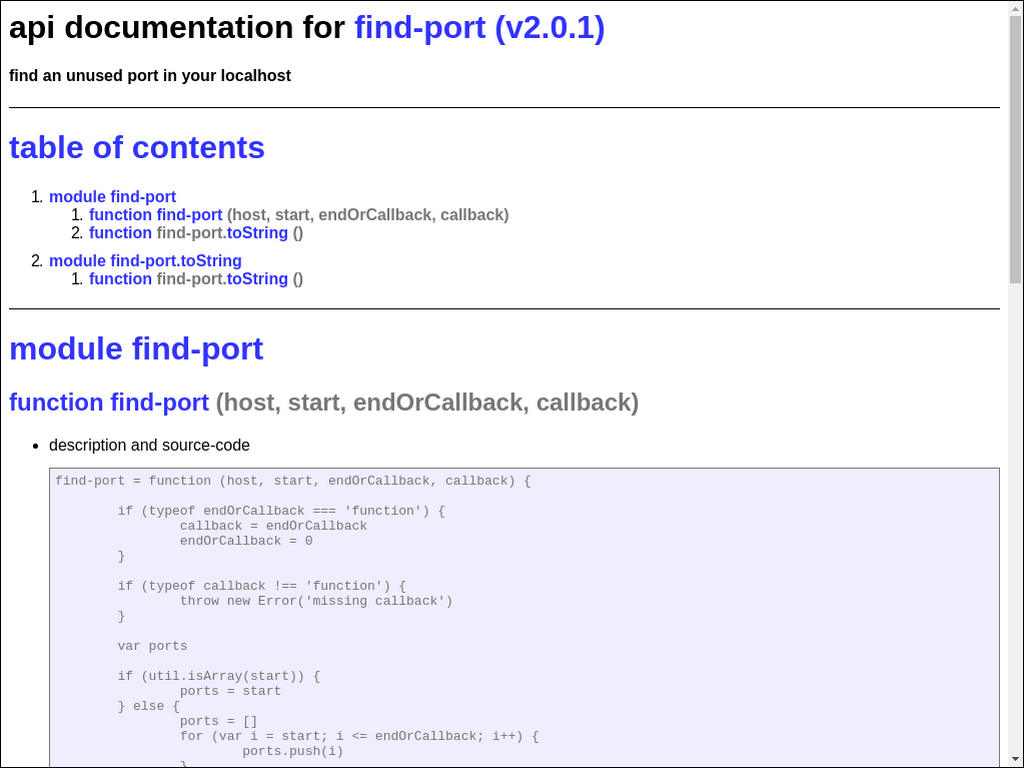 api documentation for find-port (v2.0.1)
find an unused port in your localhost
table of contents
1. module find-port
1. function find-port (host, start, endOrCallback, callback)
2. function find-port.toString ()
2. module find-port.toString
1. function find-port.toString ()
module find-port
function find-port (host, start, endOrCallback, callback)
• description and source-code
find-port = function (host, start, endOrCallback, callback) {
if (typeof endOrCallback === 'function') {
callback = endOrCallback
endOrCallback = 0
}
if (typeof callback !== 'function') {
throw new Error('missing callback')
}
var ports
if (util.isArray(start)) {
ports = start
} else {
ports = []
for (var i = start; i <= endOrCallback; i++) {
ports.push(i)
}